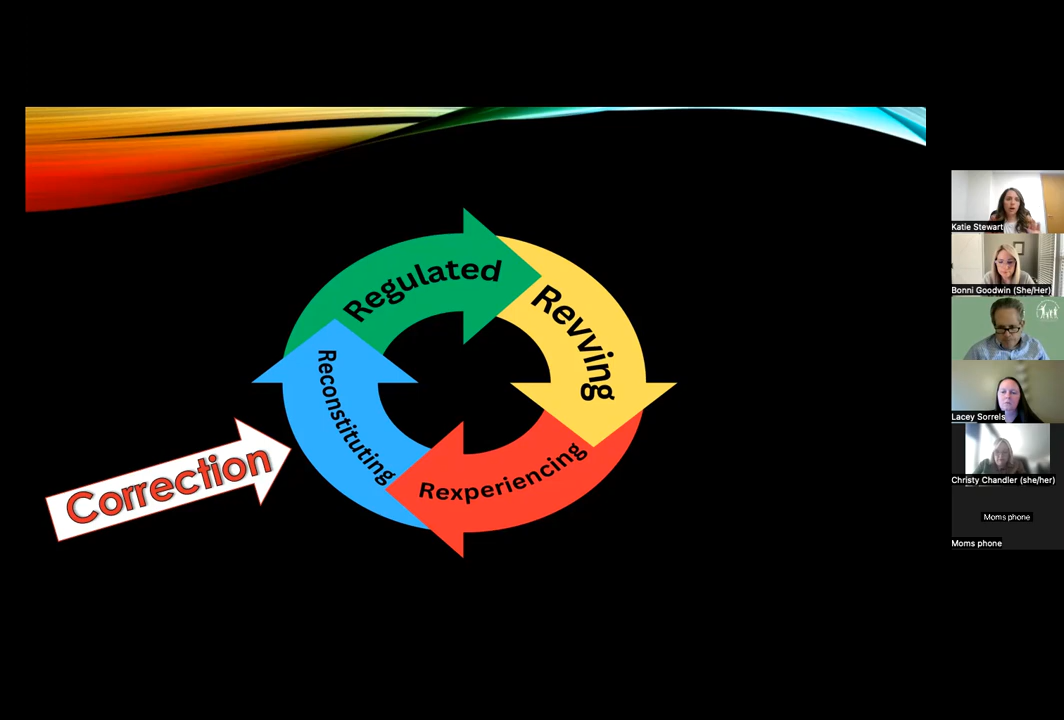 Regulated
Revving
Rexperiencing
Reconstituting
Correction
Katie Stewart
Bonni Goodwin (She/Her)
Lacey Sorrels
Christy Chandler (she/her)
Moms phone
Moms phone